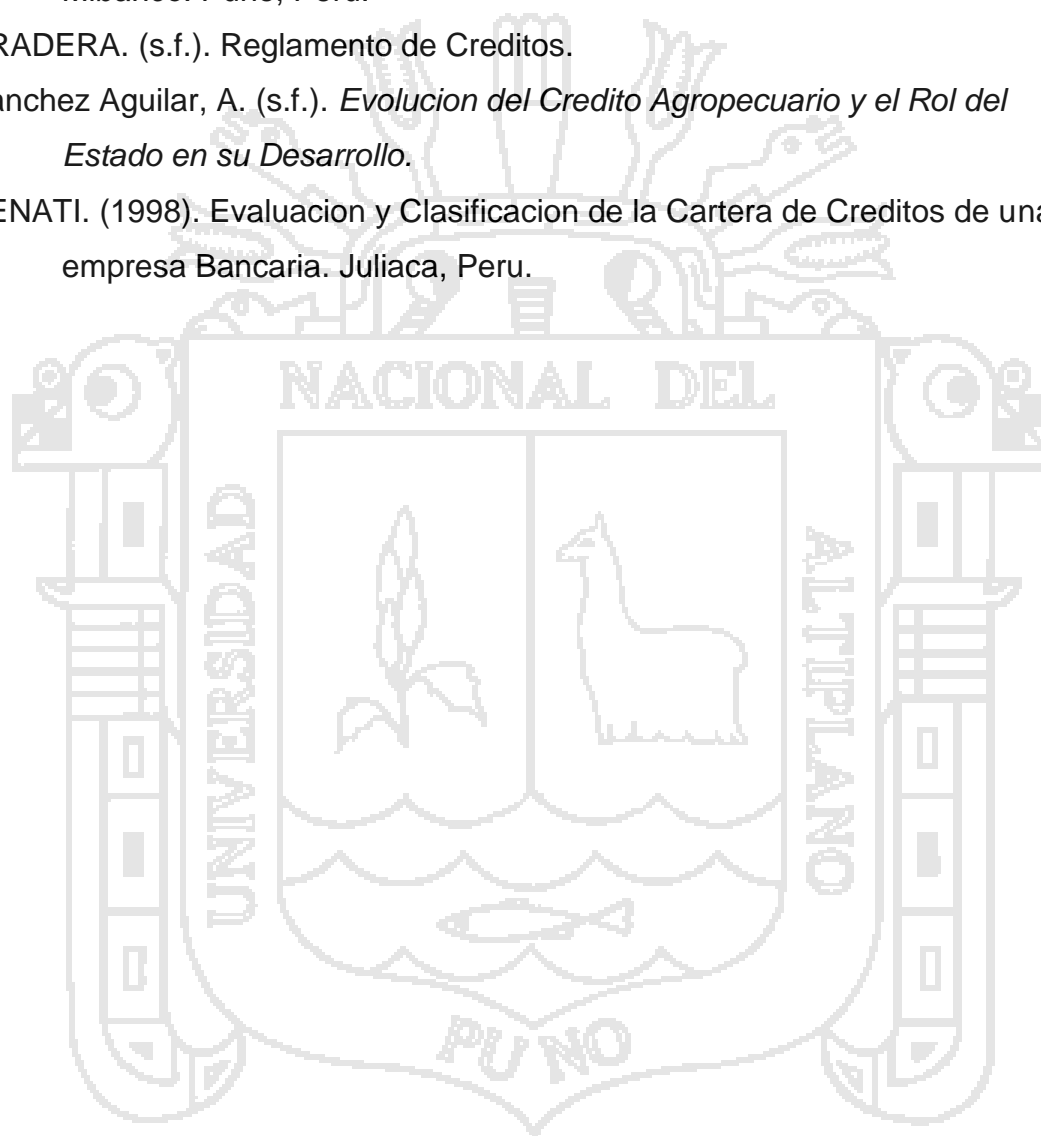 RADERA. (s.f.). Reglamento de Creditos.
anchez Aguilar, A. (s.f.). Evolucion del Credito Agropecuario y el Rol del
Estado en su Desarrollo.
ENATI. (1998). Evaluacion y Clasificacion de la Cartera de Creditos de una
empresa Bancaria. Juliaca, Peru.
NACIONAL DEL
UNIVERSIDAD
ALTIPLANO
PUNO